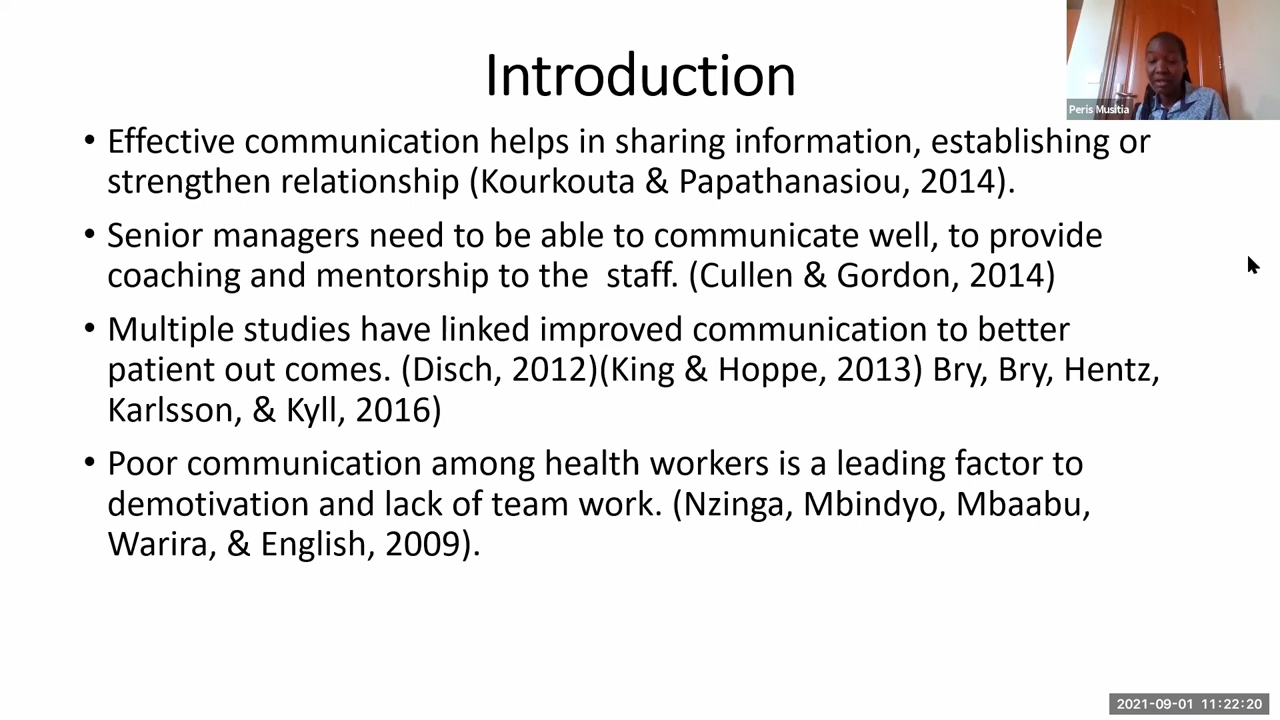 Introduction
Peris Musitia
• Effective communication helps in sharing information, establishing or
strengthen relationship (Kourkouta & Papathanasiou, 2014).
• Senior managers need to be able to communicate well, to provide
coaching and mentorship to the  staff. (Cullen & Gordon, 2014)
• Multiple studies have linked improved communication to better
patient out comes. (Disch, 2012)(King & Hoppe, 2013) Bry, Bry, Hentz,
Karlsson, & Kyll, 2016)
• Poor communication among health workers is a leading factor to
demotivation and lack of team work. (Nzinga, Mbindyo, Mbaabu,
Warira, & English, 2009).
2021-09-01 11:22:20